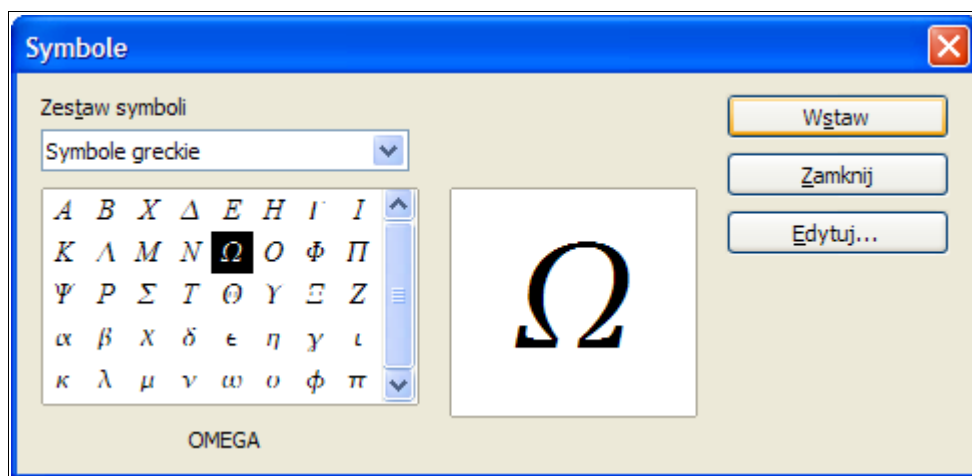 Symbole
Zestaw symboli
Symbole greckie
Wstaw
Zamknij
Edytuj...
Α Β Χ Δ Ε Η Γ Ι
Κ Λ Μ Ν Ω Ο Φ Π
Ψ Ρ Σ Τ Θ Υ Ξ Ζ
α β χ δ ϵ η γ ι
κ λ μ ν ω ο ϕ π
Ω
OMEGA